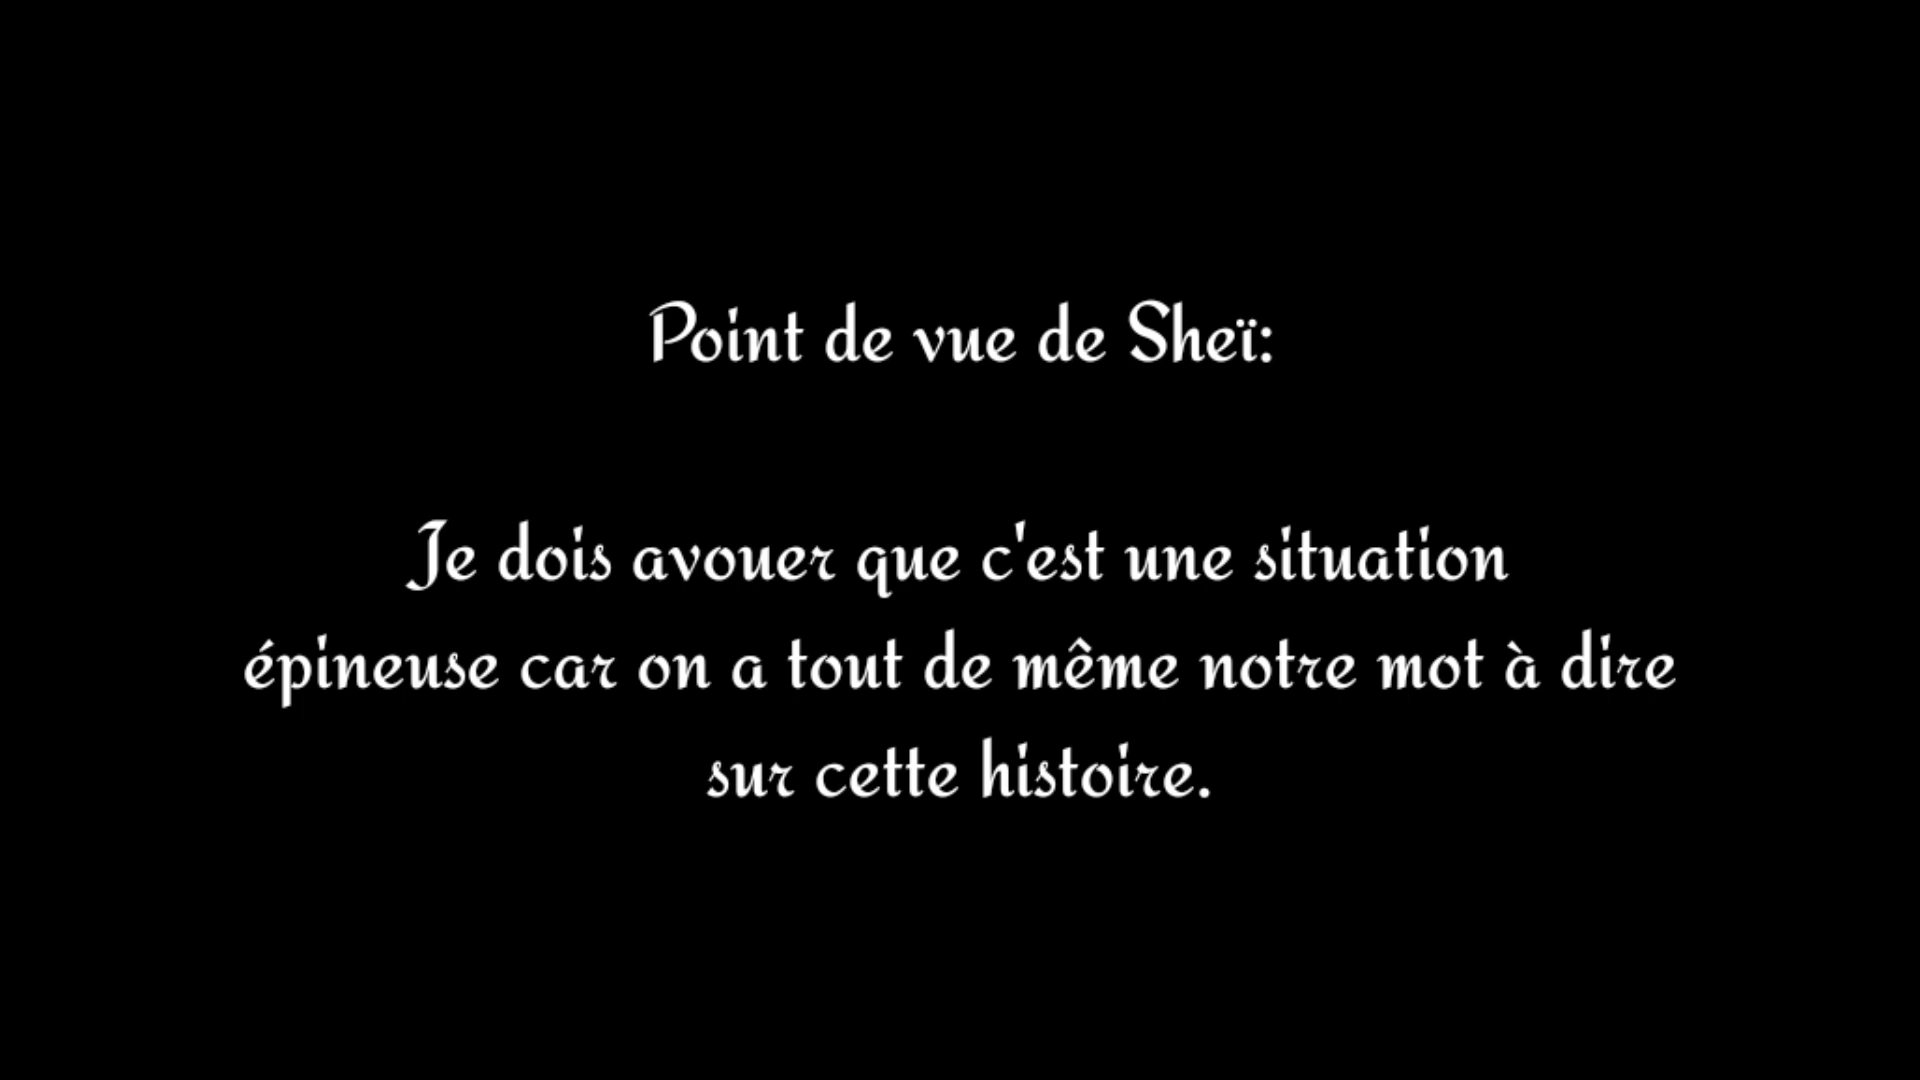 Point de vue de Sheï:
Je dois avouer que c'est une situation
épineuse car on a tout de même notre mot à dire
sur cette histoire.